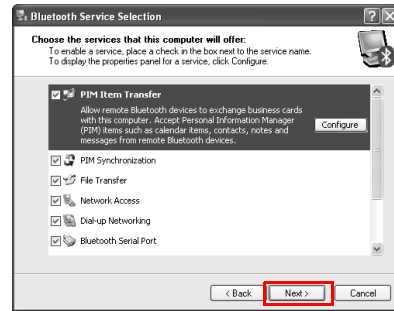 Bluetooth Service Selection
Choose the services that this computer will offer:
To enable a service, place a check in the box next to the service name.
To display the properties panel for a service, click Configure.
PIM Item Transfer
Allow remote Bluetooth devices to exchange business cards
with this computer. Accept Personal Information Manager
(PIM) items such as calendar items, contacts, notes and
messages from remote Bluetooth devices.
Configure
PIM Synchronization
File Transfer
Network Access
Dial-up Networking
Bluetooth Serial Port
< Back
Next >
Cancel